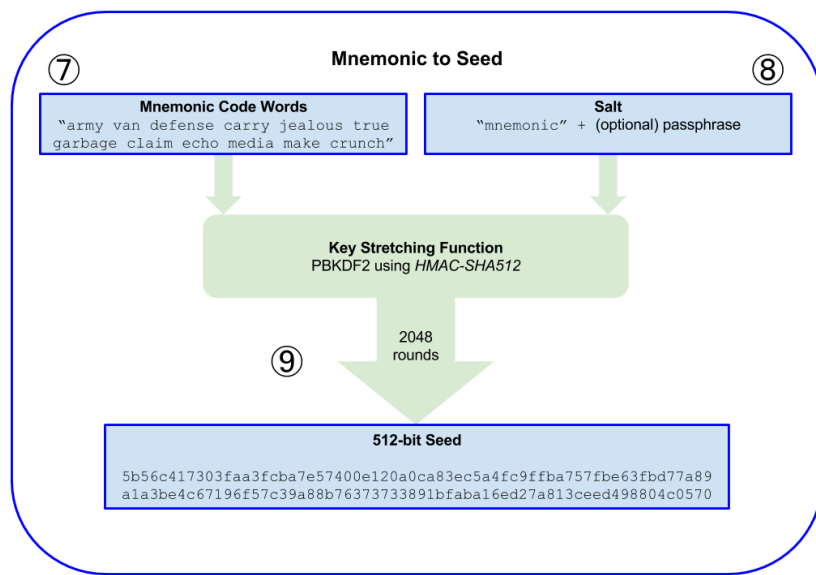 Mnemonic to Seed
⑦
⑧
Mnemonic Code Words
“army van defense carry jealous true
garbage claim echo media make crunch”
Salt
“mnemonic” + (optional) passphrase
Key Stretching Function
PBKDF2 using HMAC-SHA512
2048
rounds
⑨
512-bit Seed
5b56c417303faa3fcba7e57400e120a0ca83ec5a4fc9ffba757fbe63fbd77a89
a1a3be4c67196f57c39a88b76373733891bfaba16ed27a813ceed498804c0570